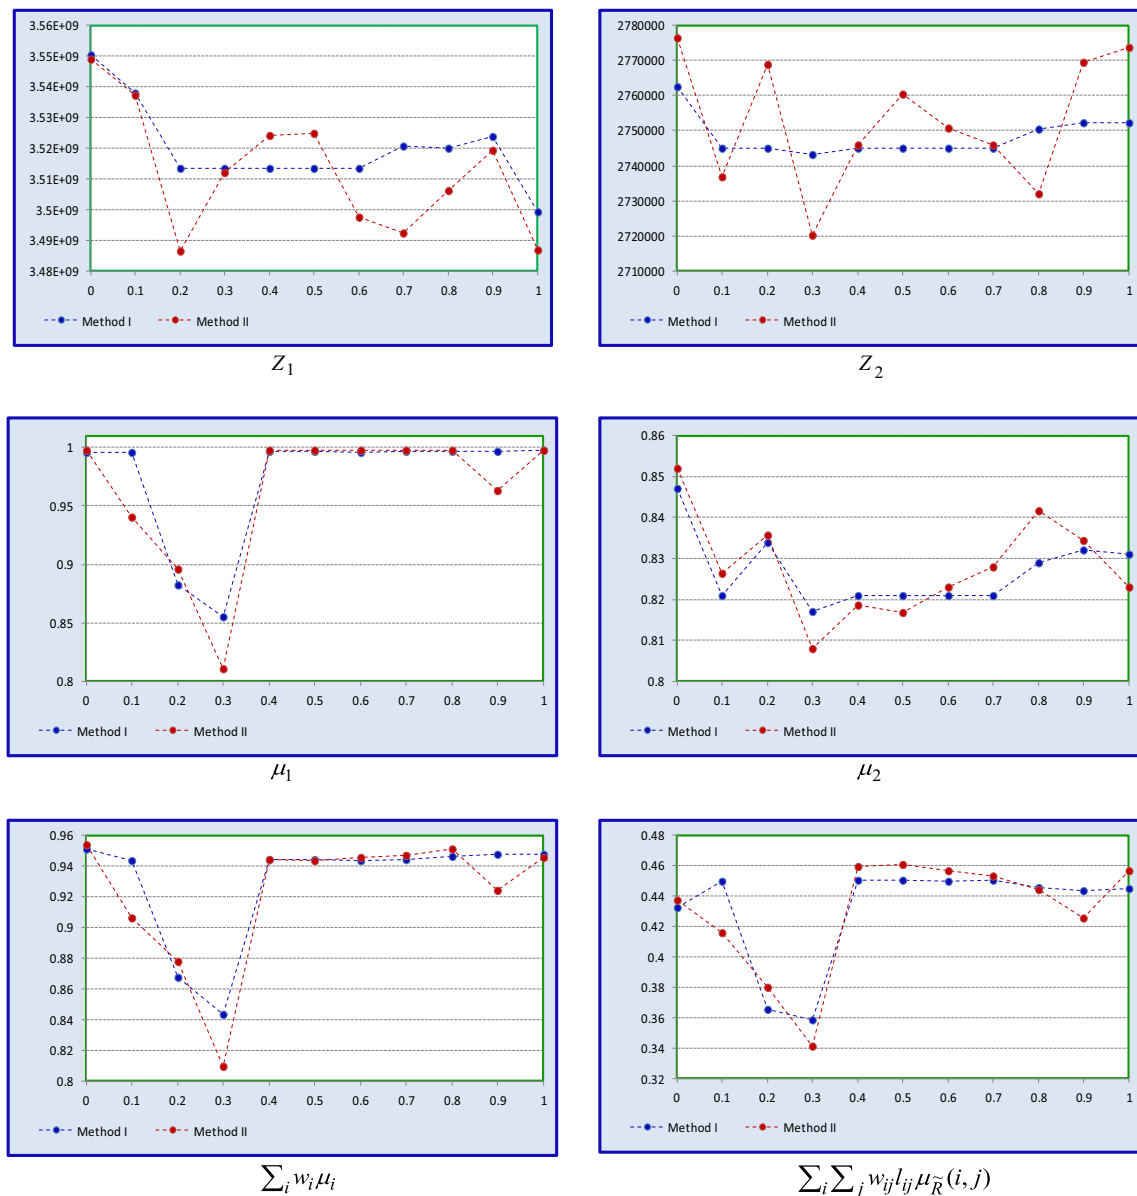 3.56E+09
3.55E+09
3.54E+09
3.53E+09
3.52E+09
3.51E+09
3.5E+09
3.49E+09
3.48E+09
0 0.1 0.2 0.3 0.4 0.5 0.6 0.7 0.8 0.9 1
Method I Method II
Z₁
2780000
2770000
2760000
2750000
2740000
2730000
2720000
2710000
0 0.1 0.2 0.3 0.4 0.5 0.6 0.7 0.8 0.9 1
Method I Method II
Z₂
1
0.95
0.9
0.85
0.8
0 0.1 0.2 0.3 0.4 0.5 0.6 0.7 0.8 0.9 1
Method I Method II
μ₁
0.86
0.85
0.84
0.83
0.82
0.81
0.8
0 0.1 0.2 0.3 0.4 0.5 0.6 0.7 0.8 0.9 1
Method I Method II
μ₂
0.96
0.94
0.92
0.9
0.88
0.86
0.84
0.82
0.8
0 0.1 0.2 0.3 0.4 0.5 0.6 0.7 0.8 0.9 1
Method I Method II
∑ᵢ wᵢμᵢ
0.48
0.46
0.44
0.42
0.4
0.38
0.36
0.34
0.32
0 0.1 0.2 0.3 0.4 0.5 0.6 0.7 0.8 0.9 1
Method I Method II
∑ᵢ∑ⱼ wᵢⱼlᵢⱼμ_R̃(i, j)